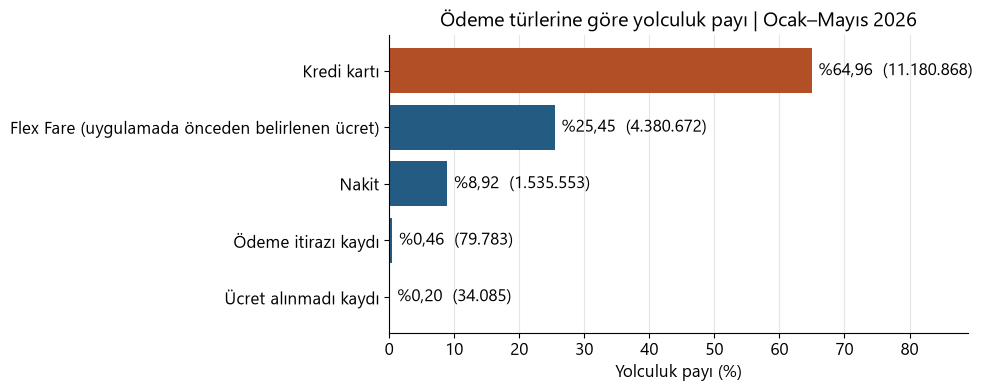 Ödeme türlerine göre yolculuk payı | Ocak–Mayıs 2026
Kredi kartı %64,96 (11.180.868)
Flex Fare (uygulamada önceden belirlenen ücret) %25,45 (4.380.672)
Nakit %8,92 (1.535.553)
Ödeme itirazı kaydı %0,46 (79.783)
Ücret alınmadı kaydı %0,20 (34.085)
0 10 20 30 40 50 60 70 80
Yolculuk payı (%)